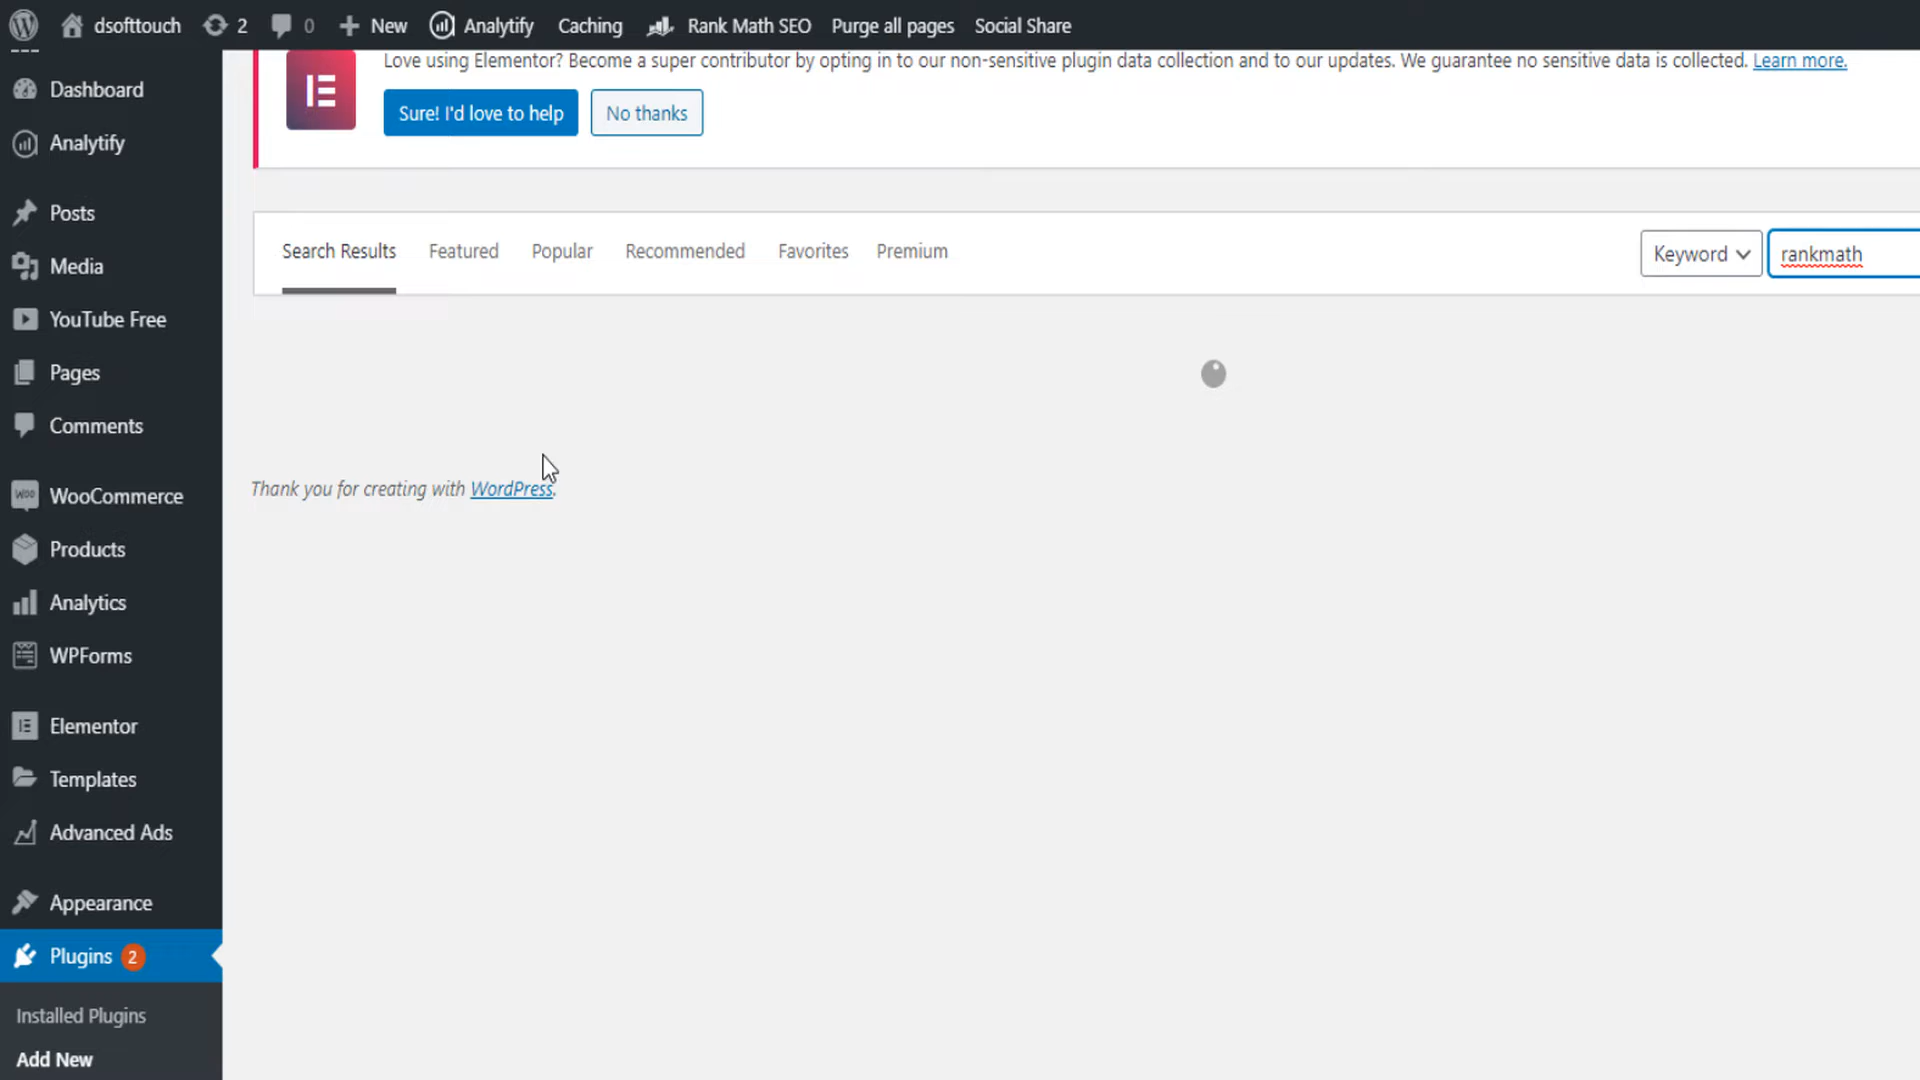 dsofttouch 2 0 New Analytify Caching Rank Math SEO Purge all pages Social Share
Love using Elementor? Become a super contributor by opting in to our non-sensitive plugin data collection and to our updates. We guarantee no sensitive data is collected. Learn more.
Sure! I'd love to help No thanks
Search Results Featured Popular Recommended Favorites Premium Keyword rankmath
Thank you for creating with WordPress.
Dashboard
Analytify
Posts
Media
YouTube Free
Pages
Comments
WooCommerce
Products
Analytics
WPForms
Elementor
Templates
Advanced Ads
Appearance
Plugins 2
Installed Plugins
Add New